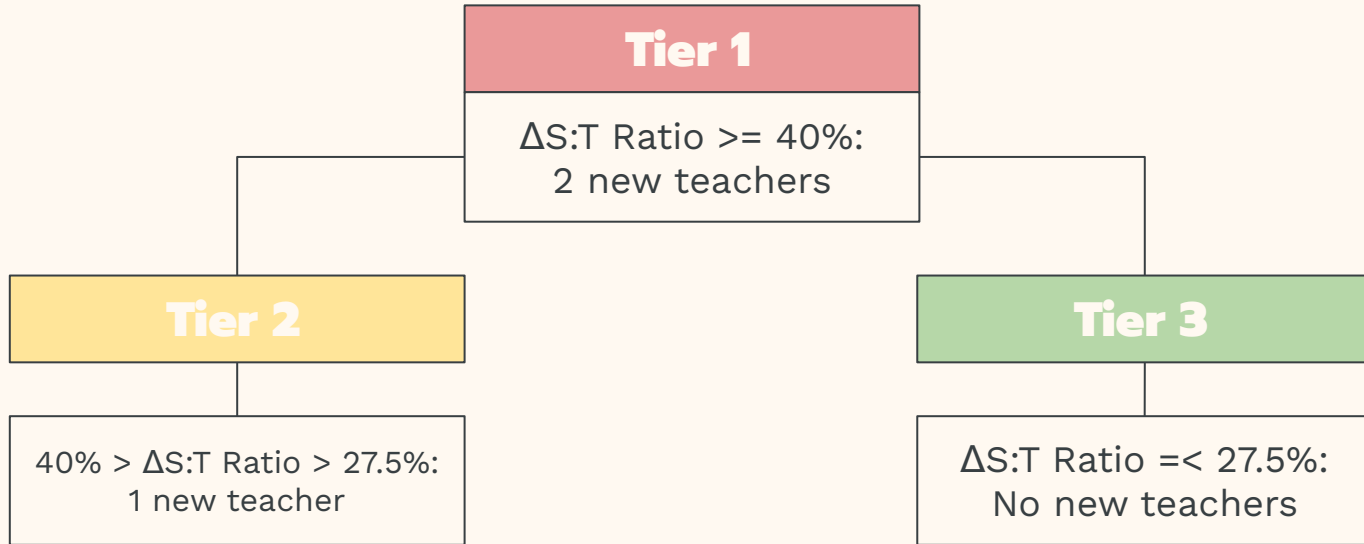 Tier 1
ΔS:T Ratio >= 40%:
2 new teachers
Tier 2
40% > ΔS:T Ratio > 27.5%:
1 new teacher
Tier 3
ΔS:T Ratio =< 27.5%:
No new teachers